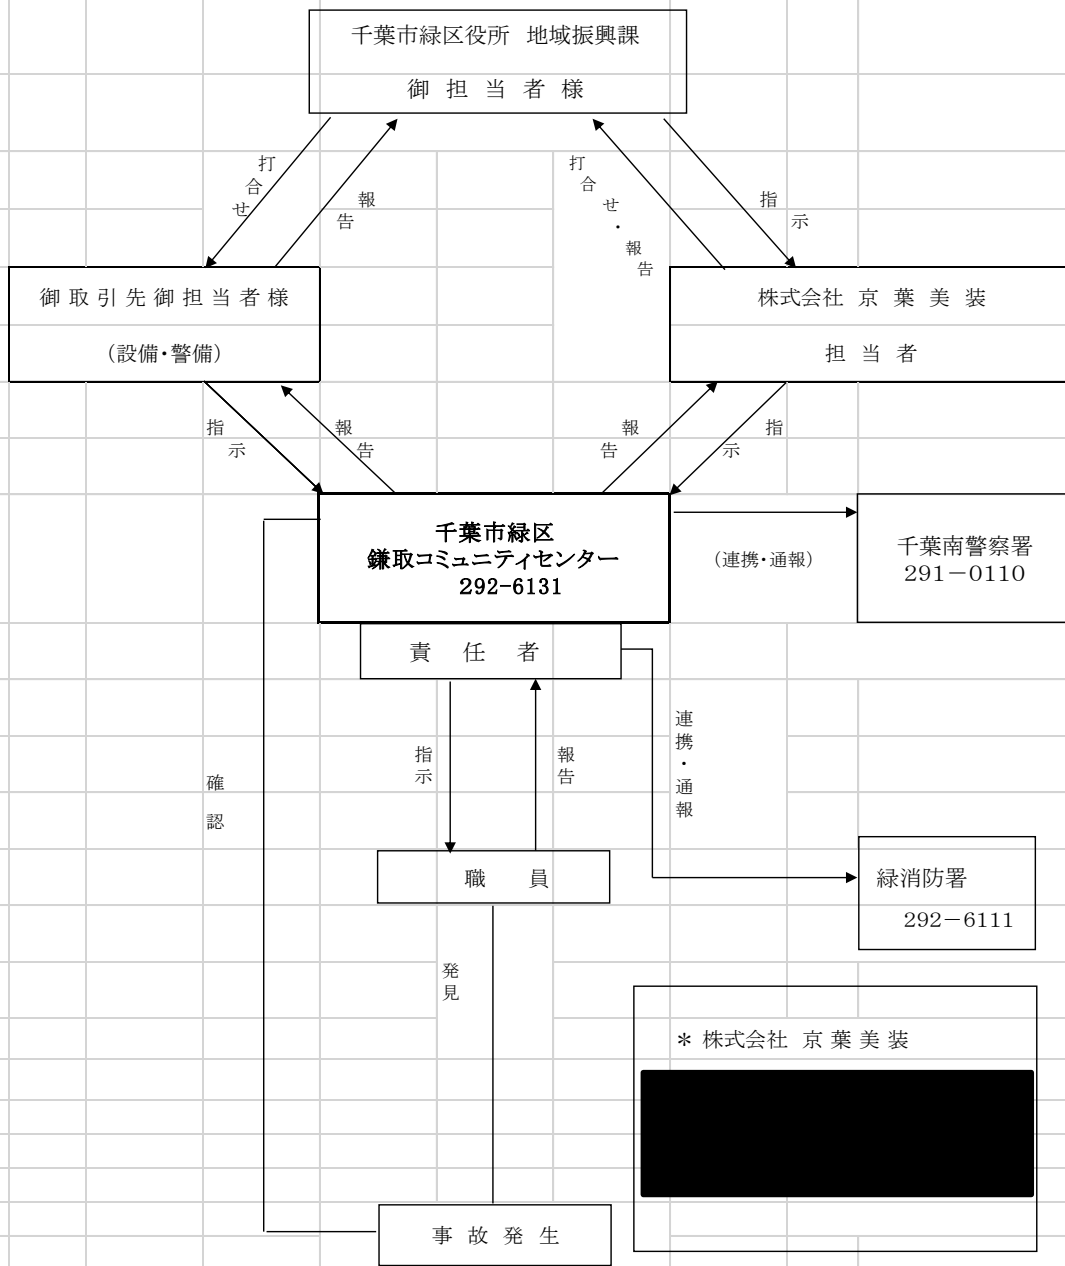 千葉市緑区役所 地域振興課
御 担 当 者 様
打合せ
報告
打合せ・報告
指示
御 取 引 先 御 担 当 者 様
（設備・警備）
株式会社 京 葉 美 装
担 当 者
指示
報告
報告
指示
千葉市緑区
鎌取コミュニティセンター
292-6131
（連携・通報）
千葉南警察署
291－0110
責 任 者
連携・通報
指示
報告
確認
職 員
緑消防署
292－6111
発見
＊ 株式会社 京 葉 美 装
事 故 発 生